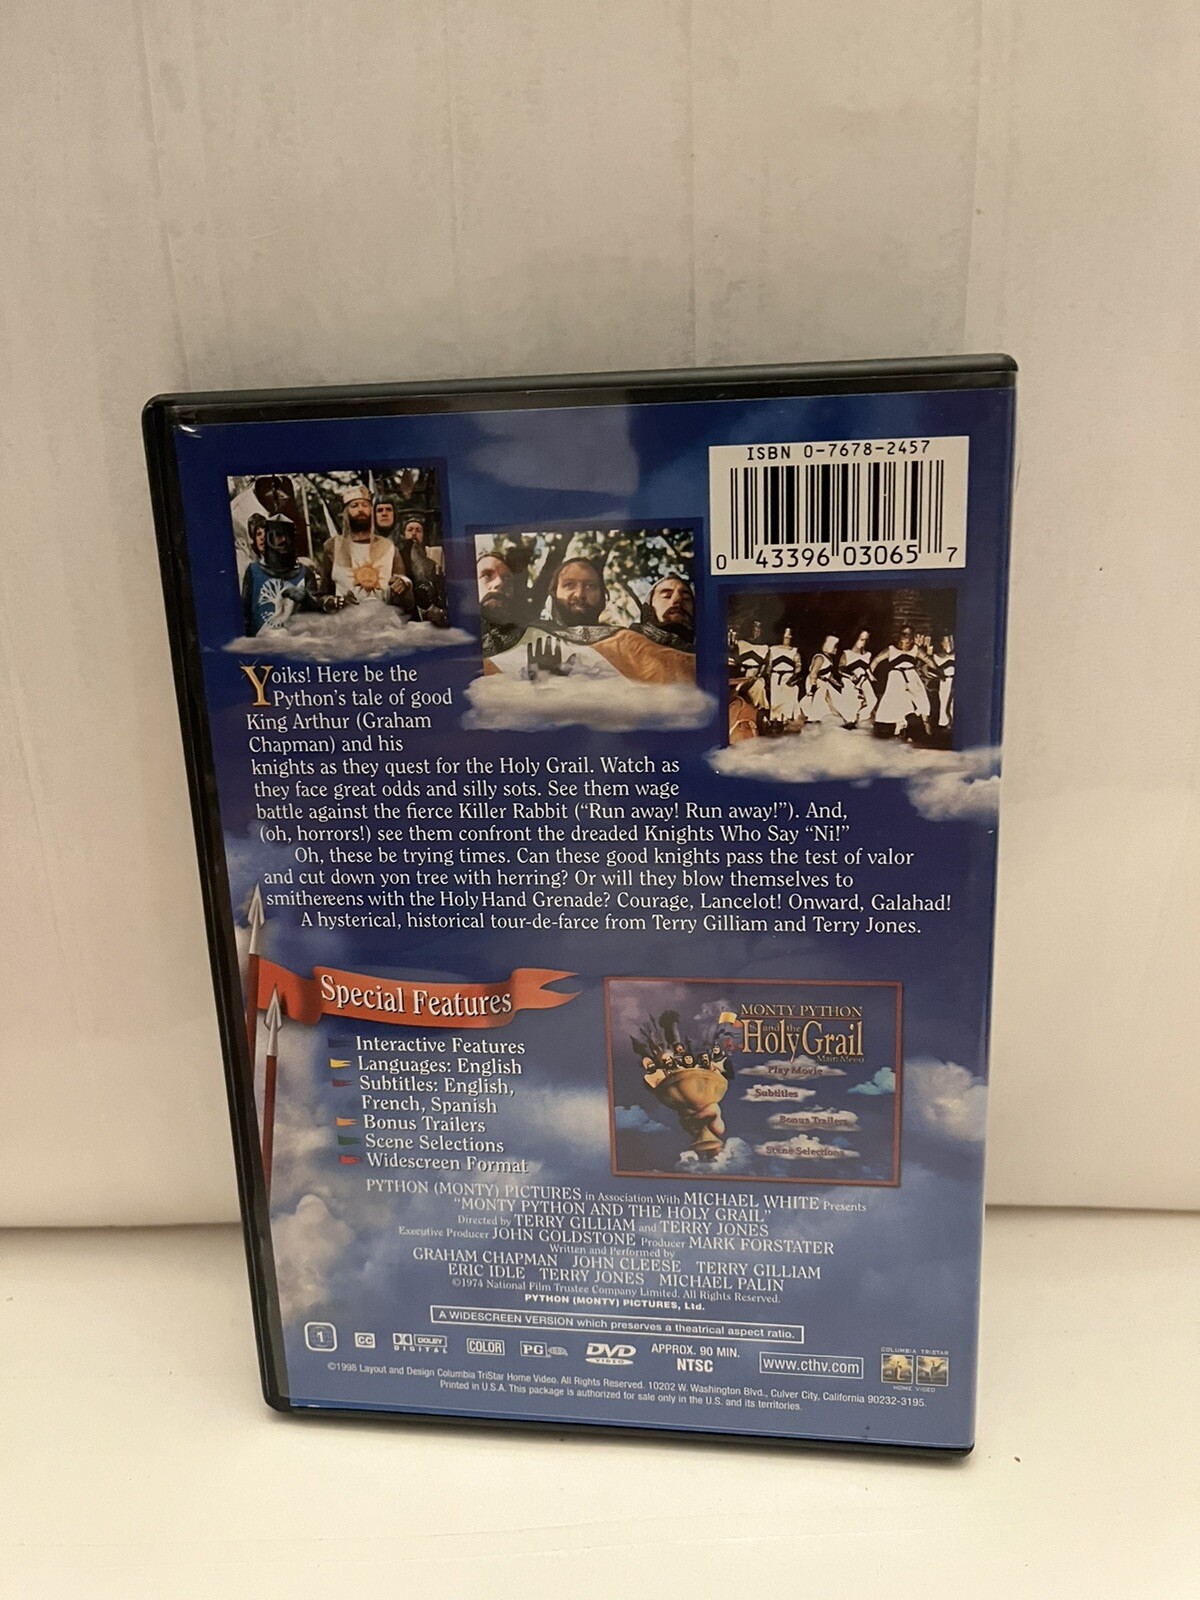 ISBN 0-7678-2457
0 43396 03065 7
Yoiks! Here be the
Python's tale of good
King Arthur (Graham
Chapman) and his
knights as they quest for the Holy Grail. Watch as
they face great odds and silly sots. See them wage
battle against the fierce Killer Rabbit (“Run away! Run away!”). And,
(oh, horrors!) see them confront the dreaded Knights Who Say “Ni!”
Oh, these be trying times. Can these good knights pass the test of valor
and cut down yon tree with herring? Or will they blow themselves to
smithereens with the Holy Hand Grenade? Courage, Lancelot! Onward, Galahad!
A hysterical, historical tour-de-farce from Terry Gilliam and Terry Jones.
Special Features
Interactive Features
Languages: English
Subtitles: English,
French, Spanish
Bonus Trailers
Scene Selections
Widescreen Format
MONTY PYTHON
and the
Holy Grail
Main Menu
Play Movie
Subtitles
Bonus Trailers
Scene Selections
PYTHON (MONTY) PICTURES in Association With MICHAEL WHITE Presents
“MONTY PYTHON AND THE HOLY GRAIL”
Directed by TERRY GILLIAM and TERRY JONES
Executive Producer JOHN GOLDSTONE Producer MARK FORSTATER
Written and Performed by
GRAHAM CHAPMAN JOHN CLEESE TERRY GILLIAM
ERIC IDLE TERRY JONES MICHAEL PALIN
©1974 National Film Trustee Company Limited. All Rights Reserved.
PYTHON (MONTY) PICTURES, Ltd.
A WIDESCREEN VERSION which preserves a theatrical aspect ratio.
1 CC DOLBY DIGITAL COLOR PG DVD VIDEO APPROX. 90 MIN. NTSC www.cthv.com COLUMBIA TRISTAR HOME VIDEO
©1998 Layout and Design Columbia TriStar Home Video. All Rights Reserved. 10202 W. Washington Blvd., Culver City, California 90232-3195.
Printed in U.S.A. This package is authorized for sale only in the U.S. and its territories.